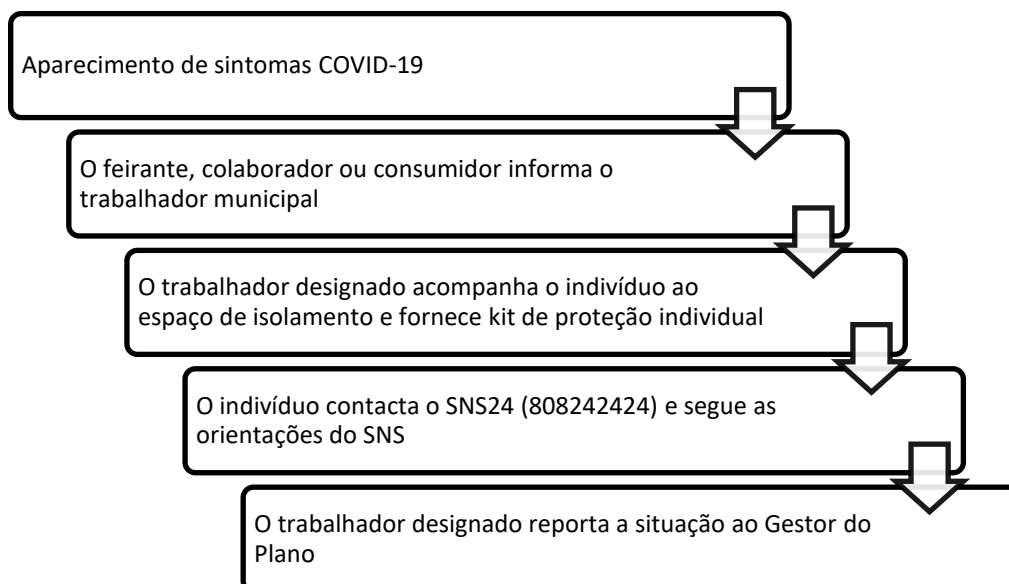 Aparecimento de sintomas COVID-19
O feirante, colaborador ou consumidor informa o
trabalhador municipal
O trabalhador designado acompanha o indivíduo ao
espaço de isolamento e fornece kit de proteção individual
O indivíduo contacta o SNS24 (808242424) e segue as
orientações do SNS
O trabalhador designado reporta a situação ao Gestor do
Plano